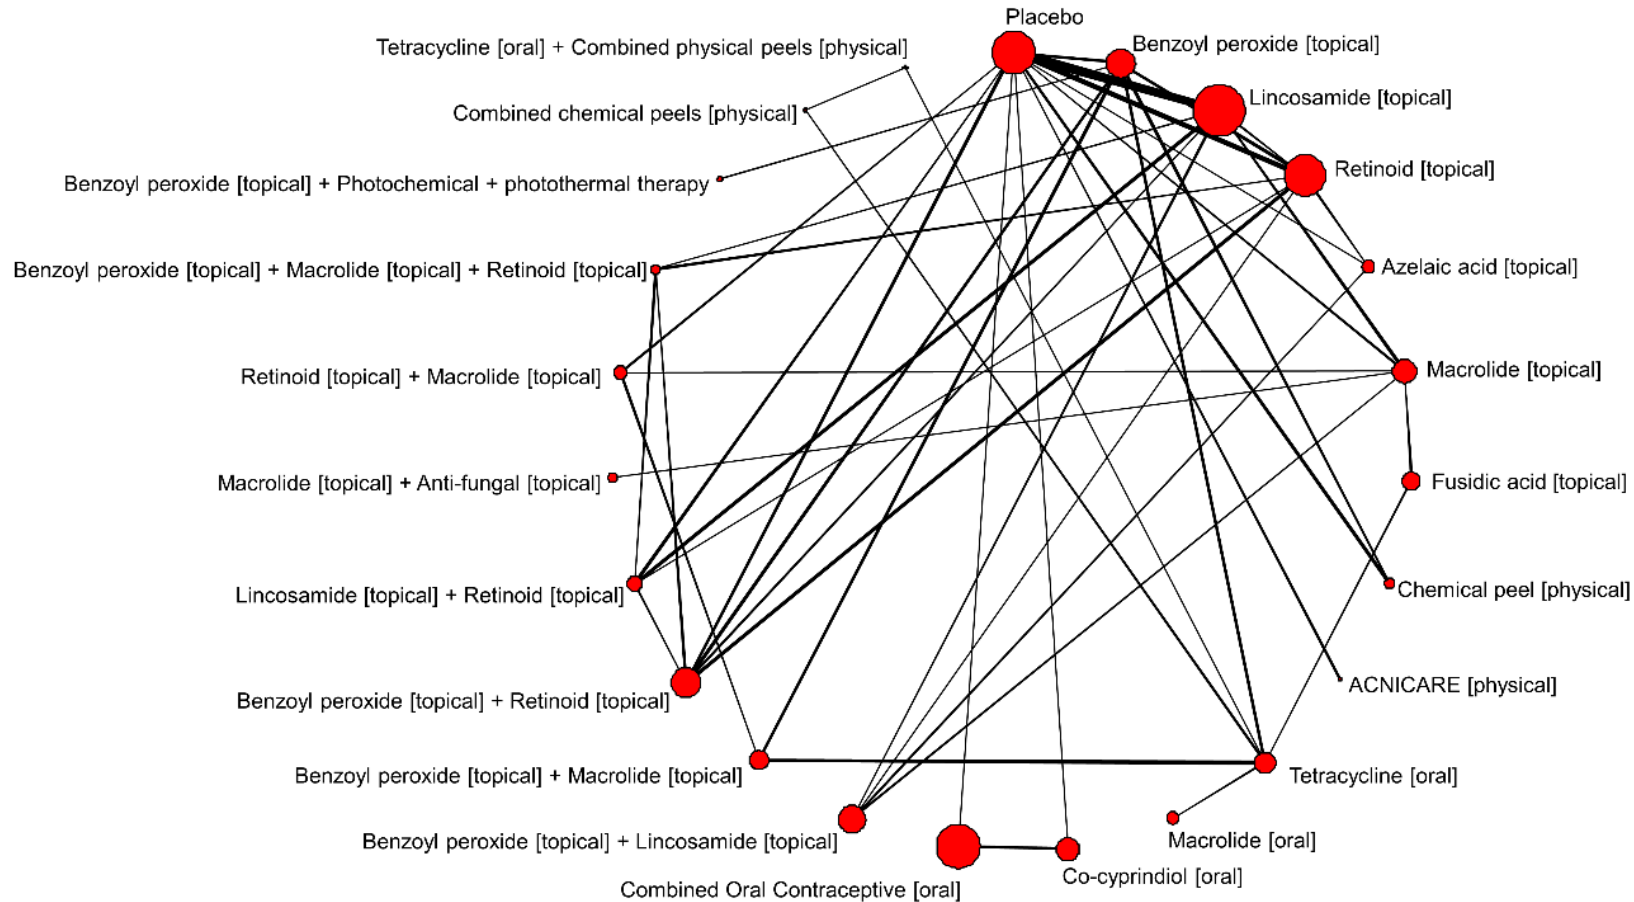 Placebo
Tetracycline [oral] + Combined physical peels [physical]
Benzoyl peroxide [topical]
Lincosamide [topical]
Combined chemical peels [physical]
Retinoid [topical]
Benzoyl peroxide [topical] + Photochemical + photothermal therapy
Azelaic acid [topical]
Benzoyl peroxide [topical] + Macrolide [topical] + Retinoid [topical]
Macrolide [topical]
Retinoid [topical] + Macrolide [topical]
Fusidic acid [topical]
Macrolide [topical] + Anti-fungal [topical]
Chemical peel [physical]
Lincosamide [topical] + Retinoid [topical]
ACNICARE [physical]
Benzoyl peroxide [topical] + Retinoid [topical]
Tetracycline [oral]
Benzoyl peroxide [topical] + Macrolide [topical]
Macrolide [oral]
Benzoyl peroxide [topical] + Lincosamide [topical]
Co-cyprindiol [oral]
Combined Oral Contraceptive [oral]